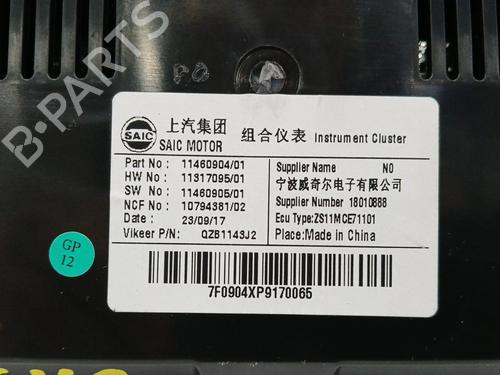 B-PARTS
SAIC
上汽集团 组合仪表 Instrument Cluster
SAIC MOTOR
Part No : 11460904/01 Supplier Name N0
HW No : 11317095/01 宁波威奇尔电子有限公司
SW No : 11460905/01 Supplier Number 18010888
NCF No : 10794381/02 Ecu Type:ZS11MCE71101
Date : 23/09/17 Place:Made in China
Vikeer P/N: QZB1143J2
7F0904XP9170065
GP
12